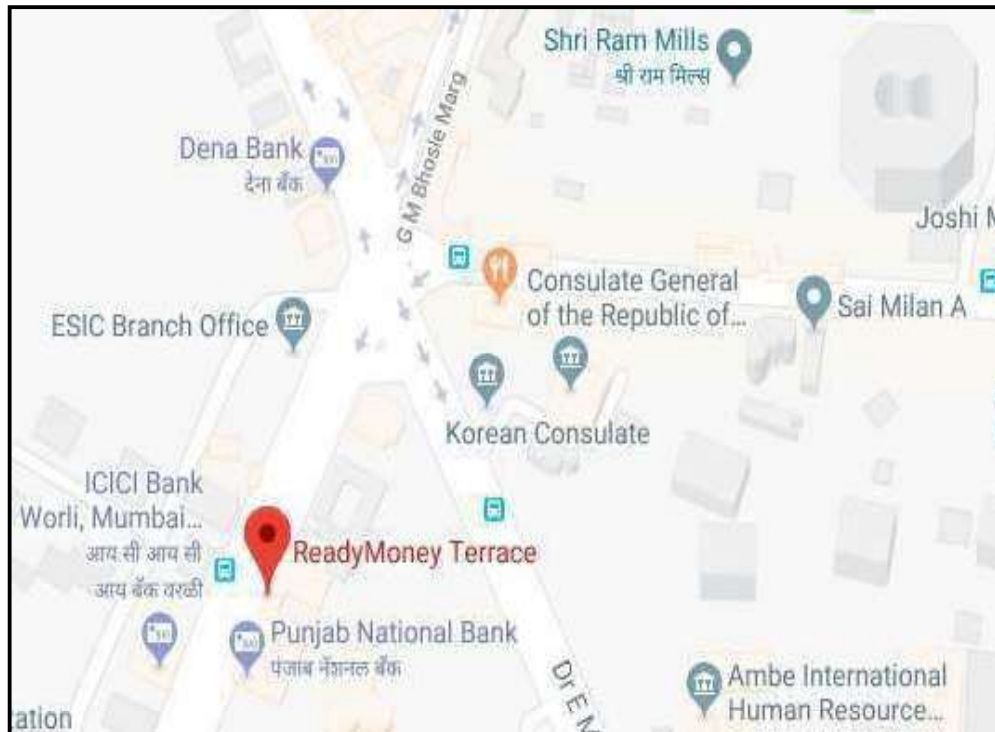 Shri Ram Mills
श्री राम मिल्स
G M Bhosle Marg
Dena Bank
देना बँक
Joshi M
Consulate General
of the Republic of...
Sai Milan A
ESIC Branch Office
Korean Consulate
ICICI Bank
Worli, Mumbai...
आय सी आय सी
आय बँक वरळी
ReadyMoney Terrace
Punjab National Bank
पंजाब नॅशनल बँक
Dr E M
Ambe International
Human Resource...
tation